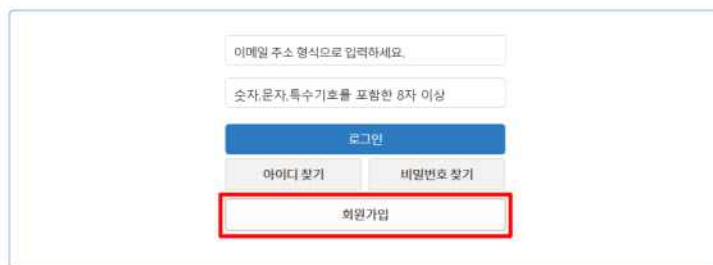 이메일 주소 형식으로 입력하세요.
숫자,문자,특수기호를 포함한 8자 이상
로그인
아이디 찾기 비밀번호 찾기
회원가입